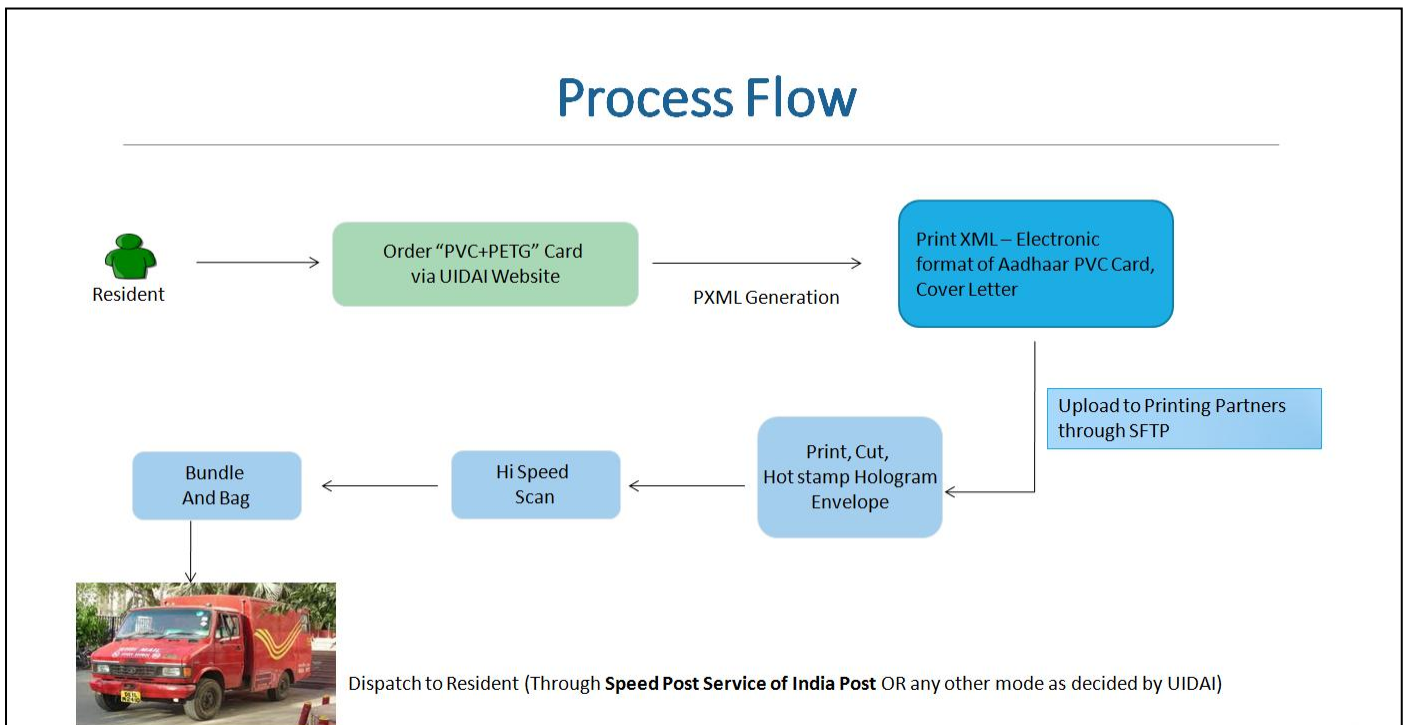 Process Flow
Resident
Order “PVC+PETG” Card
via UIDAI Website
PXML Generation
Print XML – Electronic
format of Aadhaar PVC Card,
Cover Letter
Upload to Printing Partners
through SFTP
Print, Cut,
Hot stamp Hologram
Envelope
Hi Speed
Scan
Bundle
And Bag
Dispatch to Resident (Through Speed Post Service of India Post OR any other mode as decided by UIDAI)